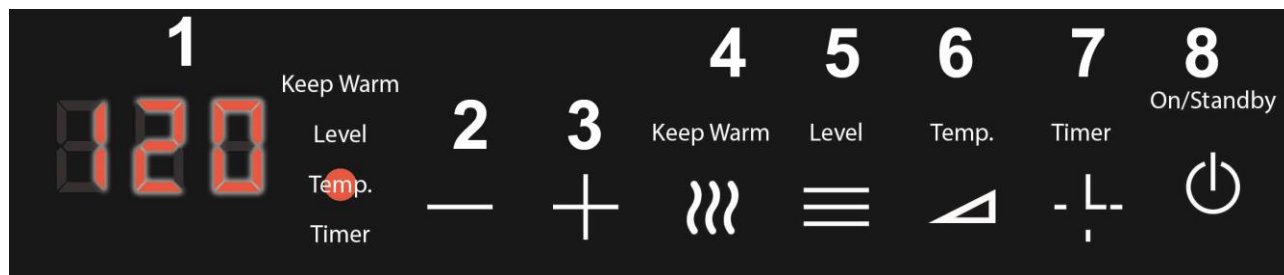 1
120
Keep Warm
Level
Temp.
Timer
2
3
4
Keep Warm
5
Level
6
Temp.
7
Timer
8
On/Standby